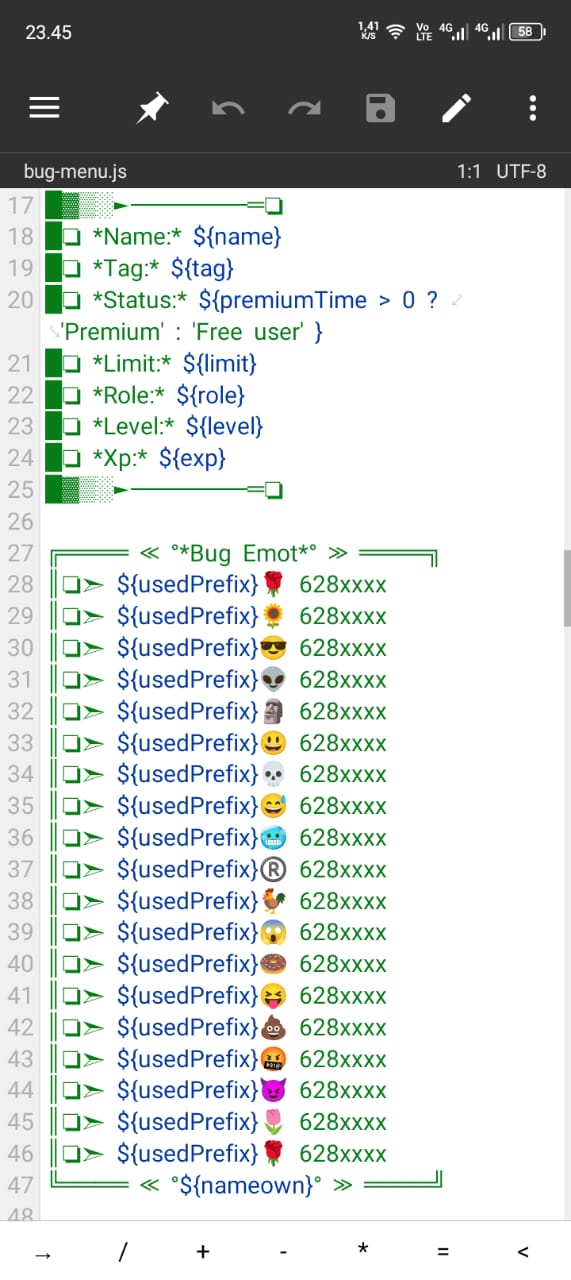 23.45 1,41 K/S Vo LTE 4G 4G 58
bug-menu.js 1:1 UTF-8
17 █▓▒░►─────═❏
18 █❏ *Name:* ${name}
19 █❏ *Tag:* ${tag}
20 █❏ *Status:* ${premiumTime > 0 ?
'Premium' : 'Free user' }
21 █❏ *Limit:* ${limit}
22 █❏ *Role:* ${role}
23 █❏ *Level:* ${level}
24 █❏ *Xp:* ${exp}
25 █▓▒░►─────═❏
26
27 ╔════ ≪ °*Bug Emot*° ≫ ════╗
28 ║❏➣ ${usedPrefix}🌹 628xxxx
29 ║❏➣ ${usedPrefix}🌻 628xxxx
30 ║❏➣ ${usedPrefix}😎 628xxxx
31 ║❏➣ ${usedPrefix}👽 628xxxx
32 ║❏➣ ${usedPrefix}🗿 628xxxx
33 ║❏➣ ${usedPrefix}😃 628xxxx
34 ║❏➣ ${usedPrefix}💀 628xxxx
35 ║❏➣ ${usedPrefix}😅 628xxxx
36 ║❏➣ ${usedPrefix}🥶 628xxxx
37 ║❏➣ ${usedPrefix}®️ 628xxxx
38 ║❏➣ ${usedPrefix}🐓 628xxxx
39 ║❏➣ ${usedPrefix}😱 628xxxx
40 ║❏➣ ${usedPrefix}🍩 628xxxx
41 ║❏➣ ${usedPrefix}😝 628xxxx
42 ║❏➣ ${usedPrefix}💩 628xxxx
43 ║❏➣ ${usedPrefix}🤬 628xxxx
44 ║❏➣ ${usedPrefix}😈 628xxxx
45 ║❏➣ ${usedPrefix}🌷 628xxxx
46 ║❏➣ ${usedPrefix}🌹 628xxxx
47 ╚════ ≪ °${nameown}° ≫ ════╝
48
→ / + - * = <